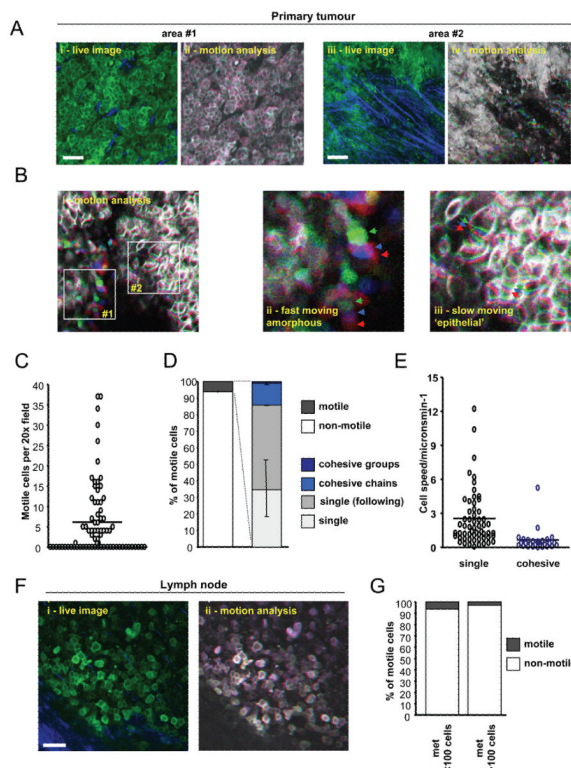 Primary tumour
A
area #1
area #2
i - live image
ii - motion analysis
iii - live image
iv - motion analysis
B
motion analysis
#1
#2
ii - fast moving
amorphous
iii - slow moving
'epithelial'
C
Motile cells per 20x field
40
35
30
25
20
15
10
5
0
D
% of motile cells
100
90
80
70
60
50
40
30
20
10
0
motile
non-motile
cohesive groups
cohesive chains
single (following)
single
E
Cell speed/micronsmin-1
15
12
9
6
3
0
single
cohesive
F
Lymph node
i - live image
ii - motion analysis
G
% of motile cells
100
90
80
70
60
50
40
30
20
10
0
motile
non-motile
met
100 cells
met
100 cells